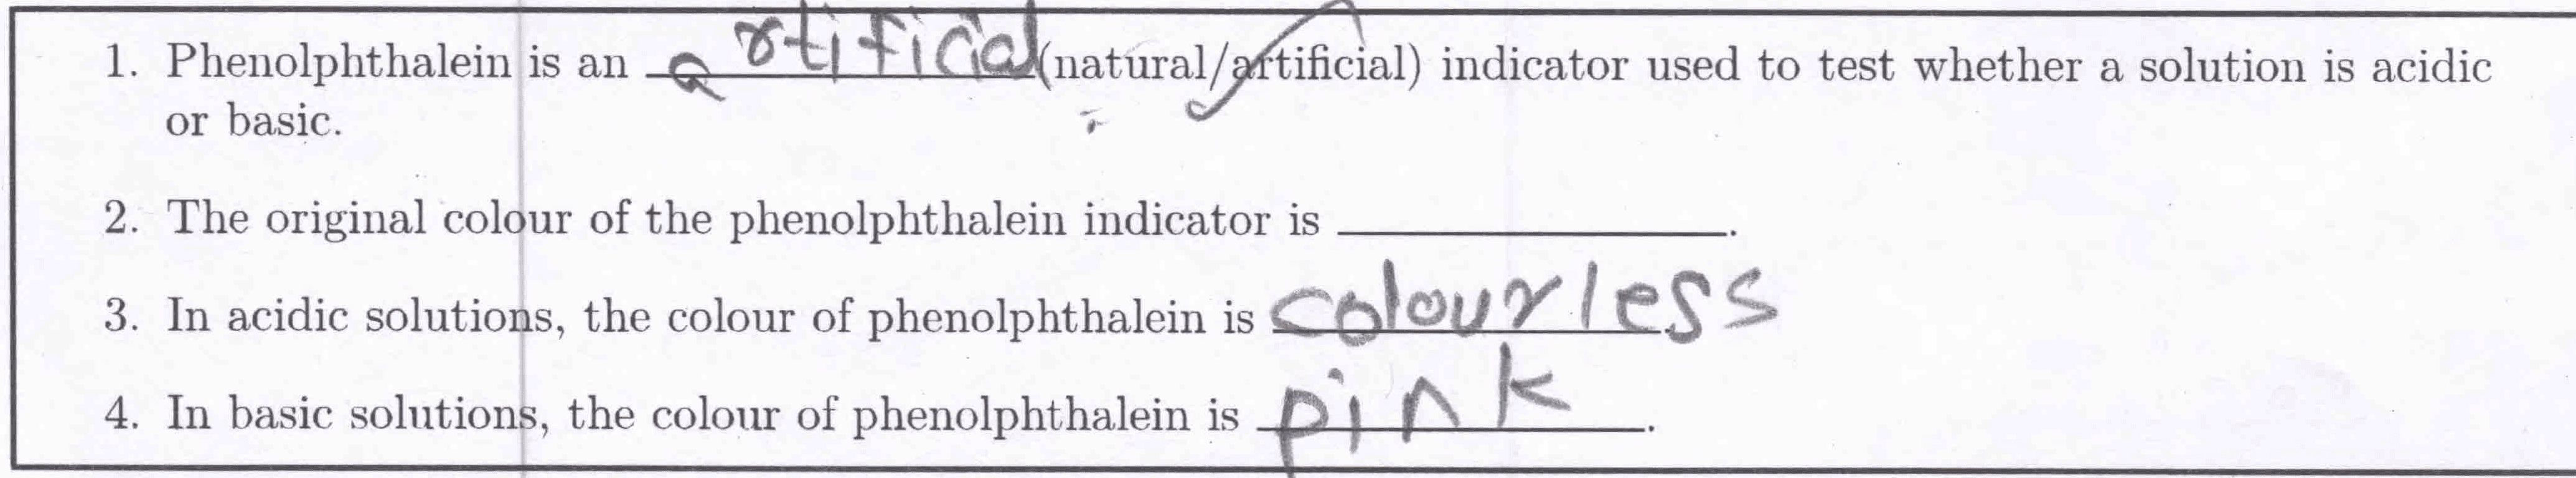 1. Phenolphthalein is an artificial (natural/artificial) indicator used to test whether a solution is acidic
or basic.
2. The original colour of the phenolphthalein indicator is ____________.
3. In acidic solutions, the colour of phenolphthalein is colourless.
4. In basic solutions, the colour of phenolphthalein is pink.